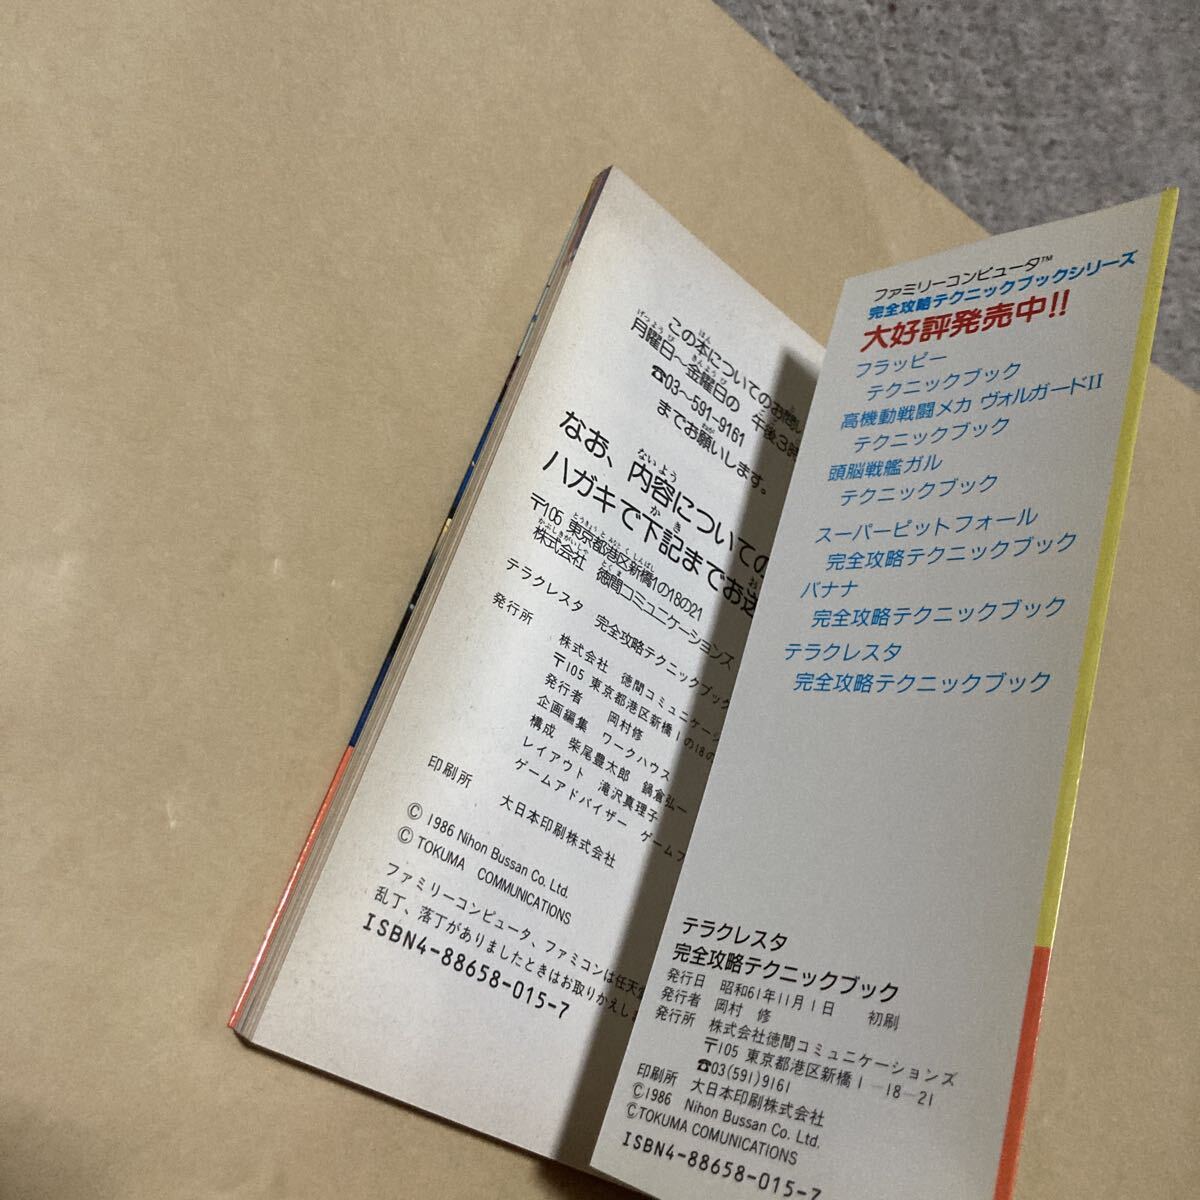 この本についてのお問い
月曜日～金曜日の 午後3時
☎03～591-9161
までお願いします。
なお、内容についての
ハガキで下記までお送
〒105 東京都港区新橋1の18の21
株式会社 徳間コミュニケーションズ
テラクレスタ 完全攻略テクニックブック
発行所
株式会社 徳間コミュニケーシ
〒105 東京都港区新橋1の18の
発行者 岡村修
企画編集 ワークハウス
構成 柴尾豊太郎 鍋倉弘一
レイアウト 滝沢真理子
ゲームアドバイザー ゲームフ
印刷所 大日本印刷株式会社
© 1986 Nihon Bussan Co. Ltd.
© TOKUMA COMMUNICATIONS
ファミリーコンピュータ、ファミコンは任天堂
乱丁、落丁がありましたときはお取りかえしま
ISBN4-88658-015-7
ファミリーコンピュータ™
完全攻略テクニックブックシリーズ
大好評発売中!!
フラッピー
テクニックブック
高機動戦闘メカ ヴォルガードII
テクニックブック
頭脳戦艦ガル
テクニックブック
スーパーピットフォール
完全攻略テクニックブック
バナナ
完全攻略テクニックブック
テラクレスタ
完全攻略テクニックブック
テラクレスタ
完全攻略テクニックブック
発行日 昭和61年11月1日 初刷
発行者 岡村 修
発行所 株式会社徳間コミュニケーションズ
〒105 東京都港区新橋1-18-21
☎03(591)9161
印刷所 大日本印刷株式会社
©1986 Nihon Bussan Co. Ltd.
©TOKUMA COMUNICATIONS
ISBN4-88658-015-7